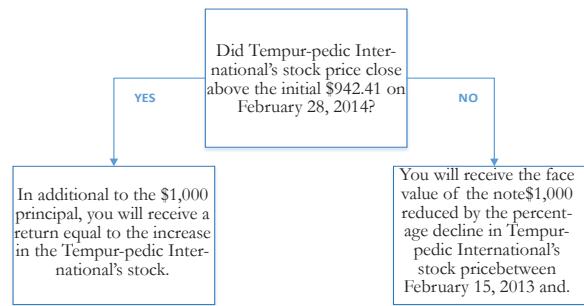 Did Tempur-pedic Inter-
national's stock price close
above the initial $942.41 on
February 28, 2014?
YES
NO
In additional to the $1,000
principal, you will receive a
return equal to the increase
in the Tempur-pedic Inter-
national's stock.
You will receive the face
value of the note$1,000
reduced by the percent-
age decline in Tempur-
pedic International's
stock pricebetween
February 15, 2013 and.